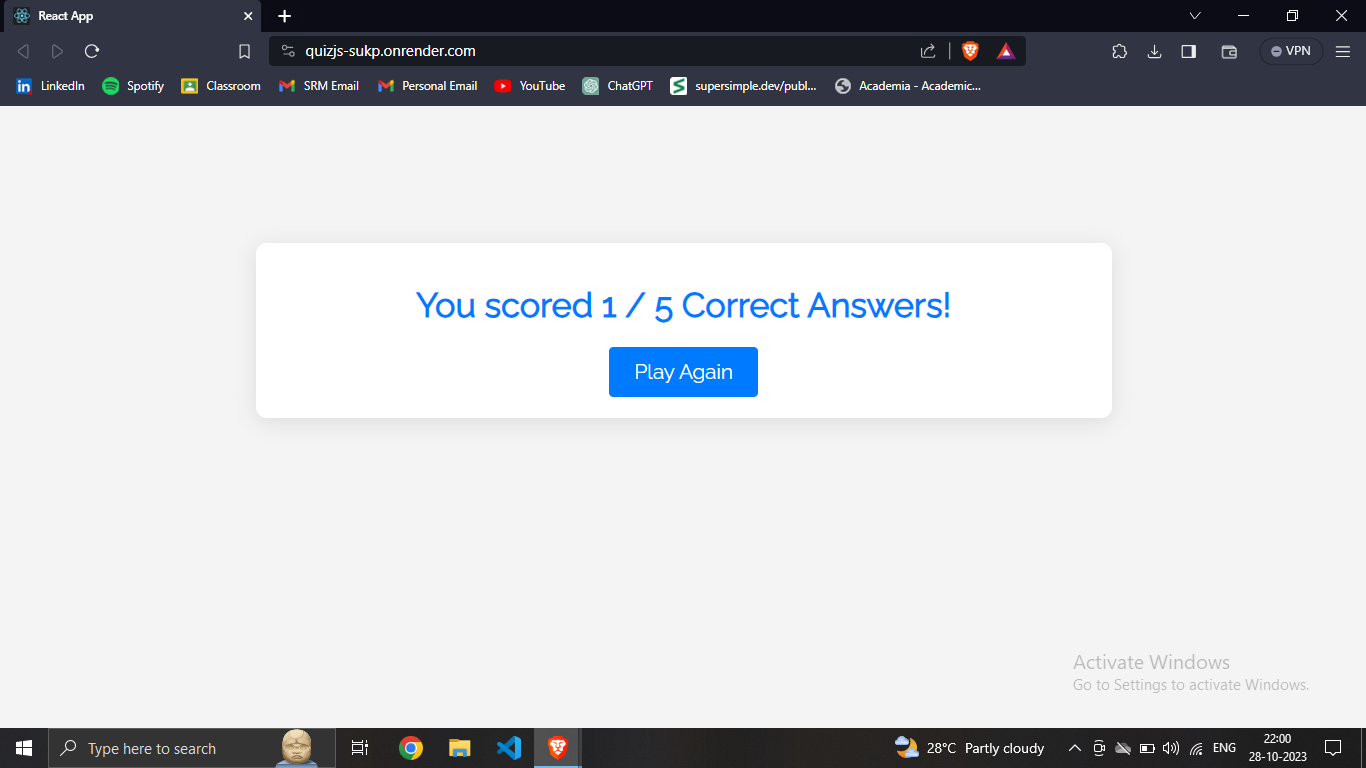 React App
quizjs-sukp.onrender.com
VPN
LinkedIn Spotify Classroom SRM Email Personal Email YouTube ChatGPT supersimple.dev/publ... Academia - Academic...
You scored 1 / 5 Correct Answers!
Play Again
Activate Windows
Go to Settings to activate Windows.
Type here to search
28°C Partly cloudy
ENG
22:00
28-10-2023